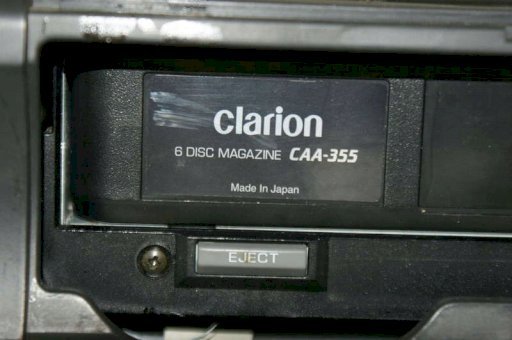 clarion
6 DISC MAGAZINE CAA-355
Made In Japan
EJECT